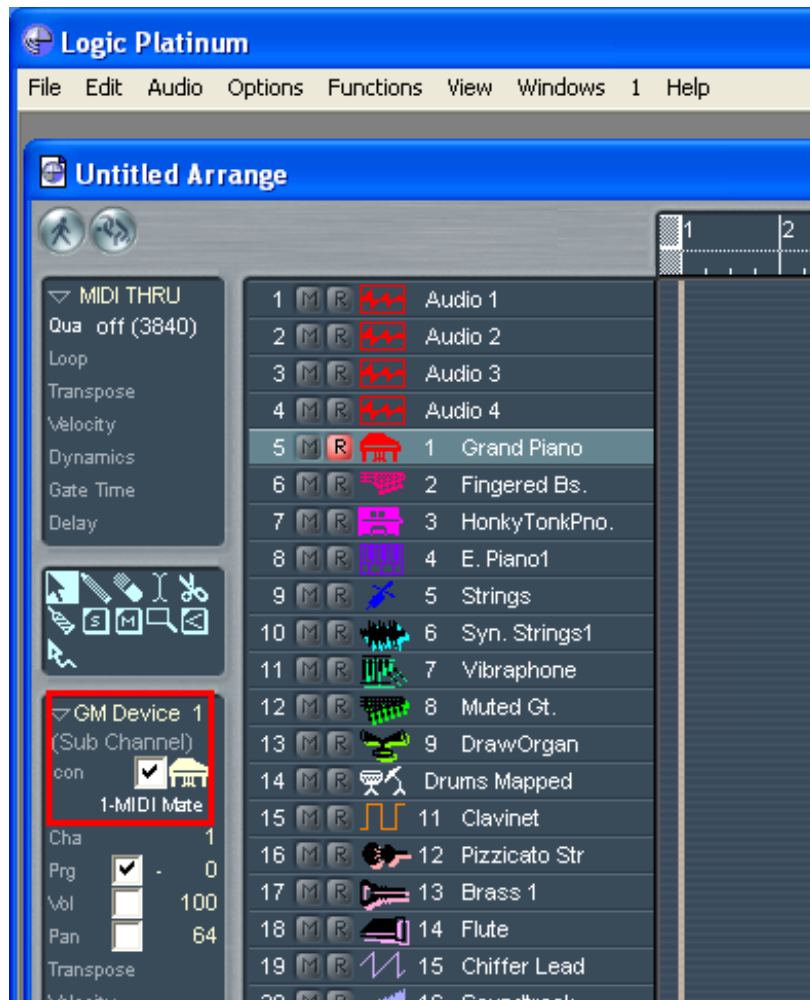 Logic Platinum
File Edit Audio Options Functions View Windows 1 Help
Untitled Arrange
1 2
MIDI THRU
Qua off (3840)
Loop
Transpose
Velocity
Dynamics
Gate Time
Delay
S M
GM Device 1
(Sub Channel)
con
1-MIDI Mate
Cha 1
Prg - 0
Vol 100
Pan 64
Transpose
Velocity
1 M R Audio 1
2 M R Audio 2
3 M R Audio 3
4 M R Audio 4
5 M R 1 Grand Piano
6 M R 2 Fingered Bs.
7 M R 3 HonkyTonkPno.
8 M R 4 E. Piano1
9 M R 5 Strings
10 M R 6 Syn. Strings1
11 M R 7 Vibraphone
12 M R 8 Muted Gt.
13 M R 9 DrawOrgan
14 M R Drums Mapped
15 M R 11 Clavinet
16 M R 12 Pizzicato Str
17 M R 13 Brass 1
18 M R 14 Flute
19 M R 15 Chiffer Lead
20 M R 16 Soundtrack